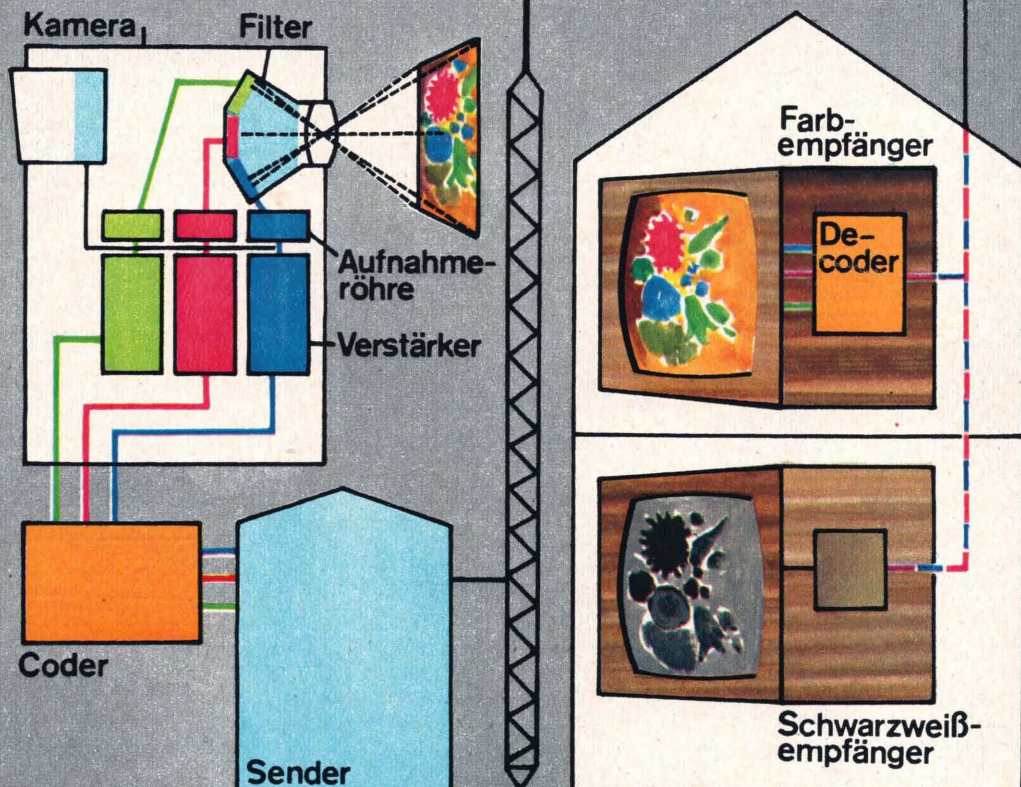 Kamera
Filter
Aufnahme-
röhre
Verstärker
Coder
Sender
Farb-
empfänger
De-
coder
Schwarzweiß-
empfänger